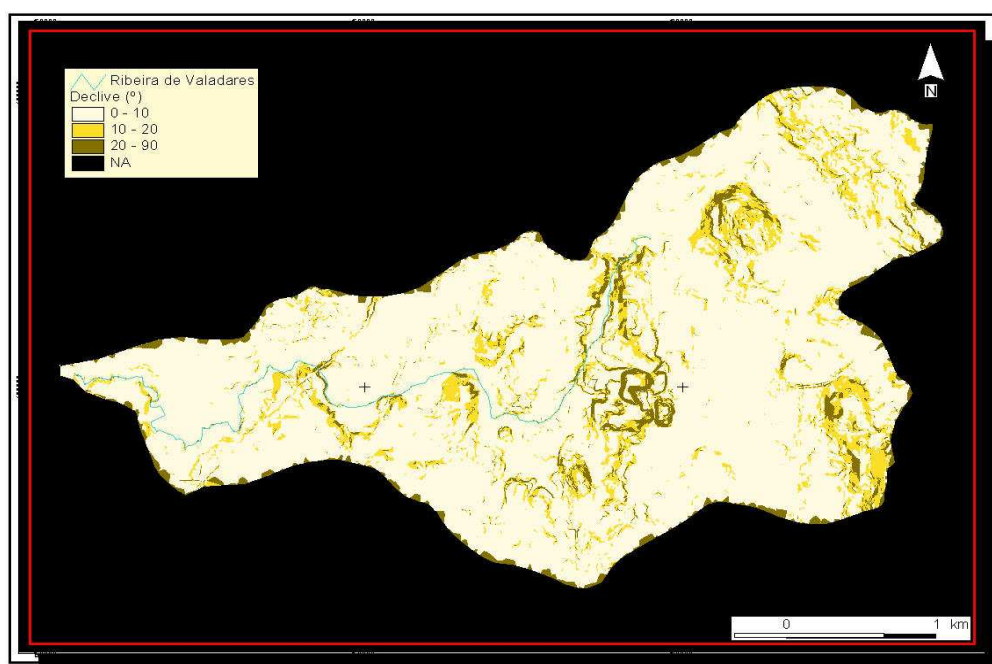 Ribeira de Valadares
Declive (º)
0 - 10
10 - 20
20 - 90
NA
N
0 1 km